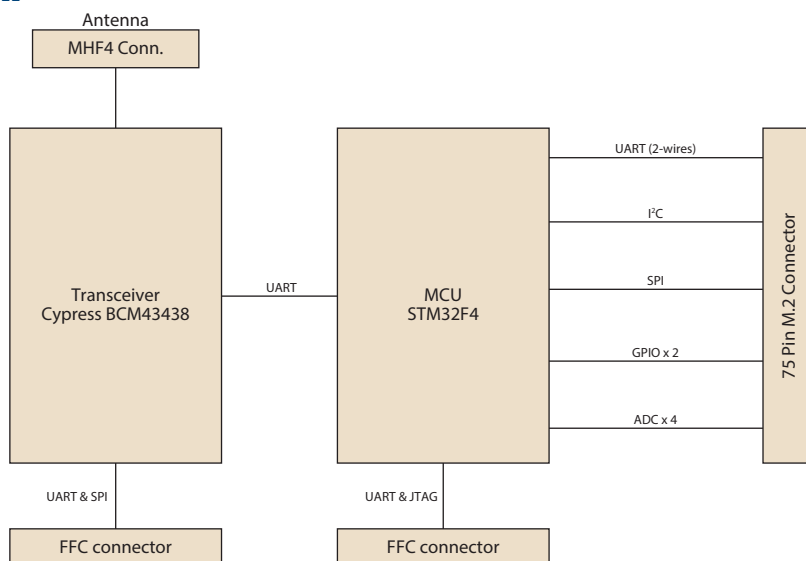 Antenna
MHF4 Conn.
Transceiver
Cypress BCM43438
UART
MCU
STM32F4
UART (2-wires)
I²C
SPI
GPIO x 2
ADC x 4
75 Pin M.2 Connector
UART & SPI
UART & JTAG
FFC connector
FFC connector